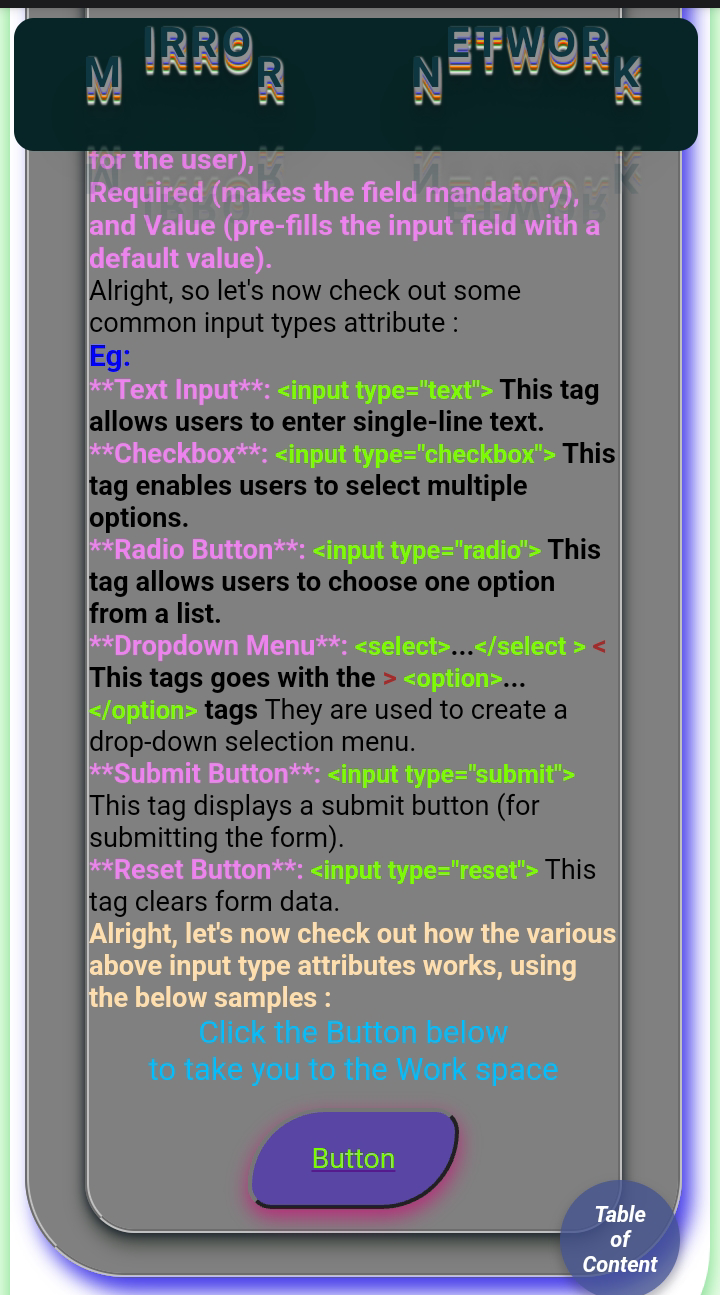 MIRROR NETWORK
for the user),
Required (makes the field mandatory),
and Value (pre-fills the input field with a
default value).
Alright, so let's now check out some
common input types attribute :
Eg:
**Text Input**: <input type="text"> This tag
allows users to enter single-line text.
**Checkbox**: <input type="checkbox"> This
tag enables users to select multiple
options.
**Radio Button**: <input type="radio"> This
tag allows users to choose one option
from a list.
**Dropdown Menu**: <select>...</select > <
This tags goes with the > <option>...
</option> tags They are used to create a
drop-down selection menu.
**Submit Button**: <input type="submit">
This tag displays a submit button (for
submitting the form).
**Reset Button**: <input type="reset"> This
tag clears form data.
Alright, let's now check out how the various
above input type attributes works, using
the below samples :
Click the Button below
to take you to the Work space
Button
Table
of
Content